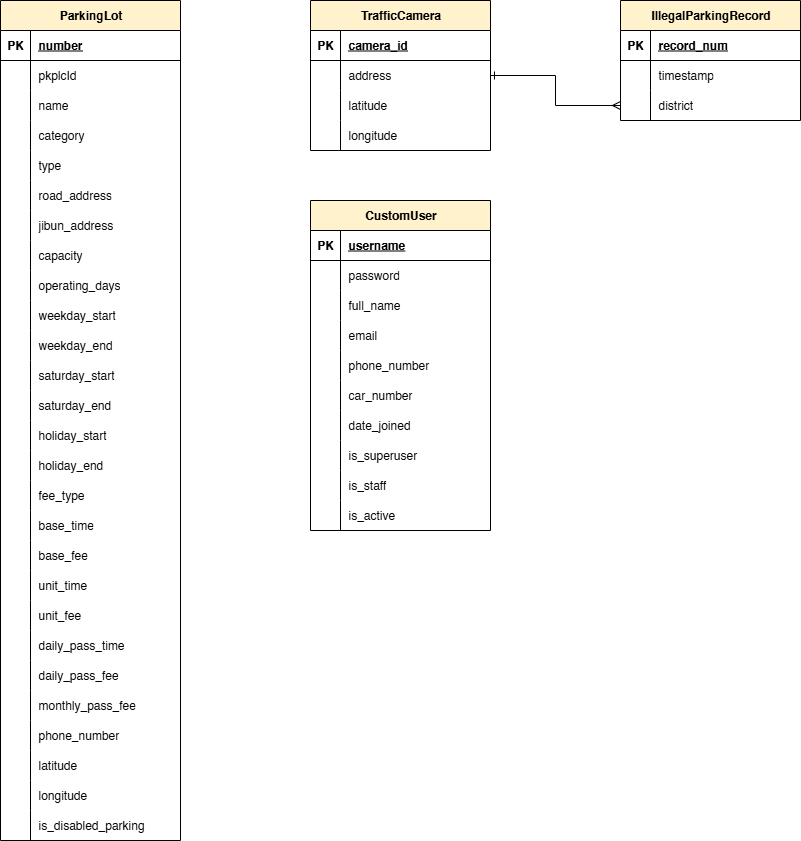 ParkingLot
PK number
pkplcId
name
category
type
road_address
jibun_address
capacity
operating_days
weekday_start
weekday_end
saturday_start
saturday_end
holiday_start
holiday_end
fee_type
base_time
base_fee
unit_time
unit_fee
daily_pass_time
daily_pass_fee
monthly_pass_fee
phone_number
latitude
longitude
is_disabled_parking
TrafficCamera
PK camera_id
address
latitude
longitude
IllegalParkingRecord
PK record_num
timestamp
district
CustomUser
PK username
password
full_name
email
phone_number
car_number
date_joined
is_superuser
is_staff
is_active